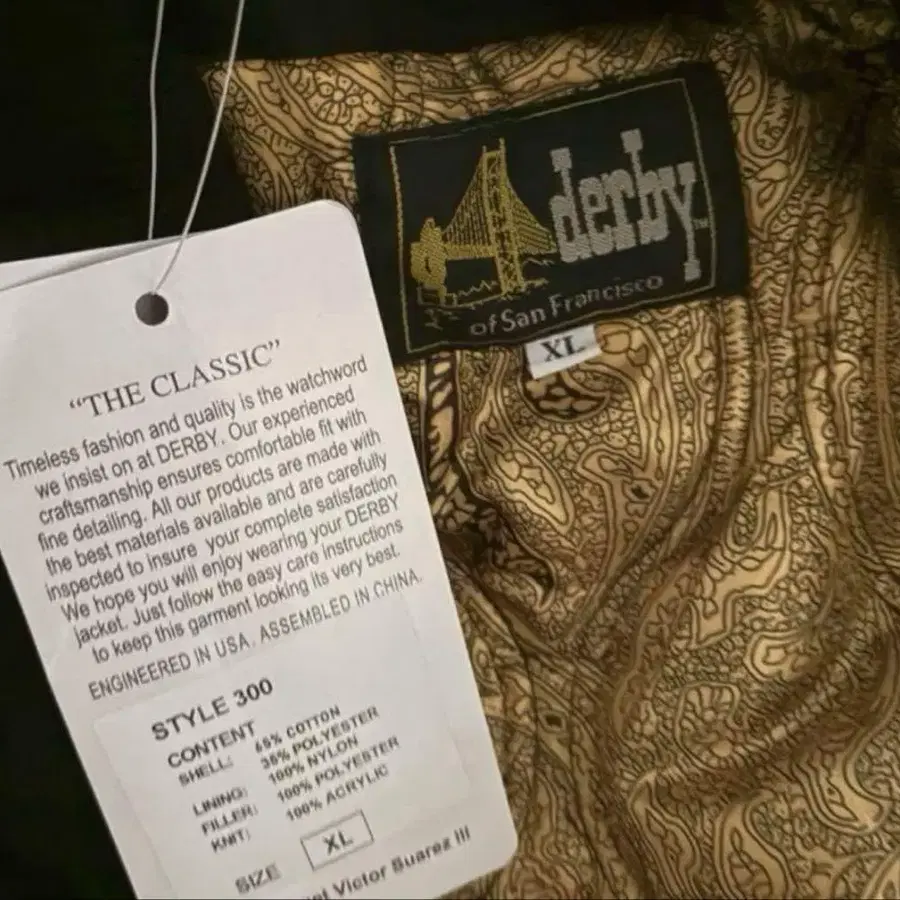 derby
of San Francisco
XL
“THE CLASSIC”
Timeless fashion and quality is the watchword
we insist on at DERBY. Our experienced
craftsmanship ensures comfortable fit with
fine detailing. All our products are made with
the best materials available and are carefully
inspected to insure your complete satisfaction
We hope you will enjoy wearing your DERBY
jacket. Just follow the easy care instructions
to keep this garment looking its very best.
ENGINEERED IN USA, ASSEMBLED IN CHINA.
STYLE 300
CONTENT
SHELL: 65% COTTON
35% POLYESTER
LINING: 100% NYLON
FILLER: 100% POLYESTER
KNIT: 100% ACRYLIC
SIZE XL
Victor Suarez III